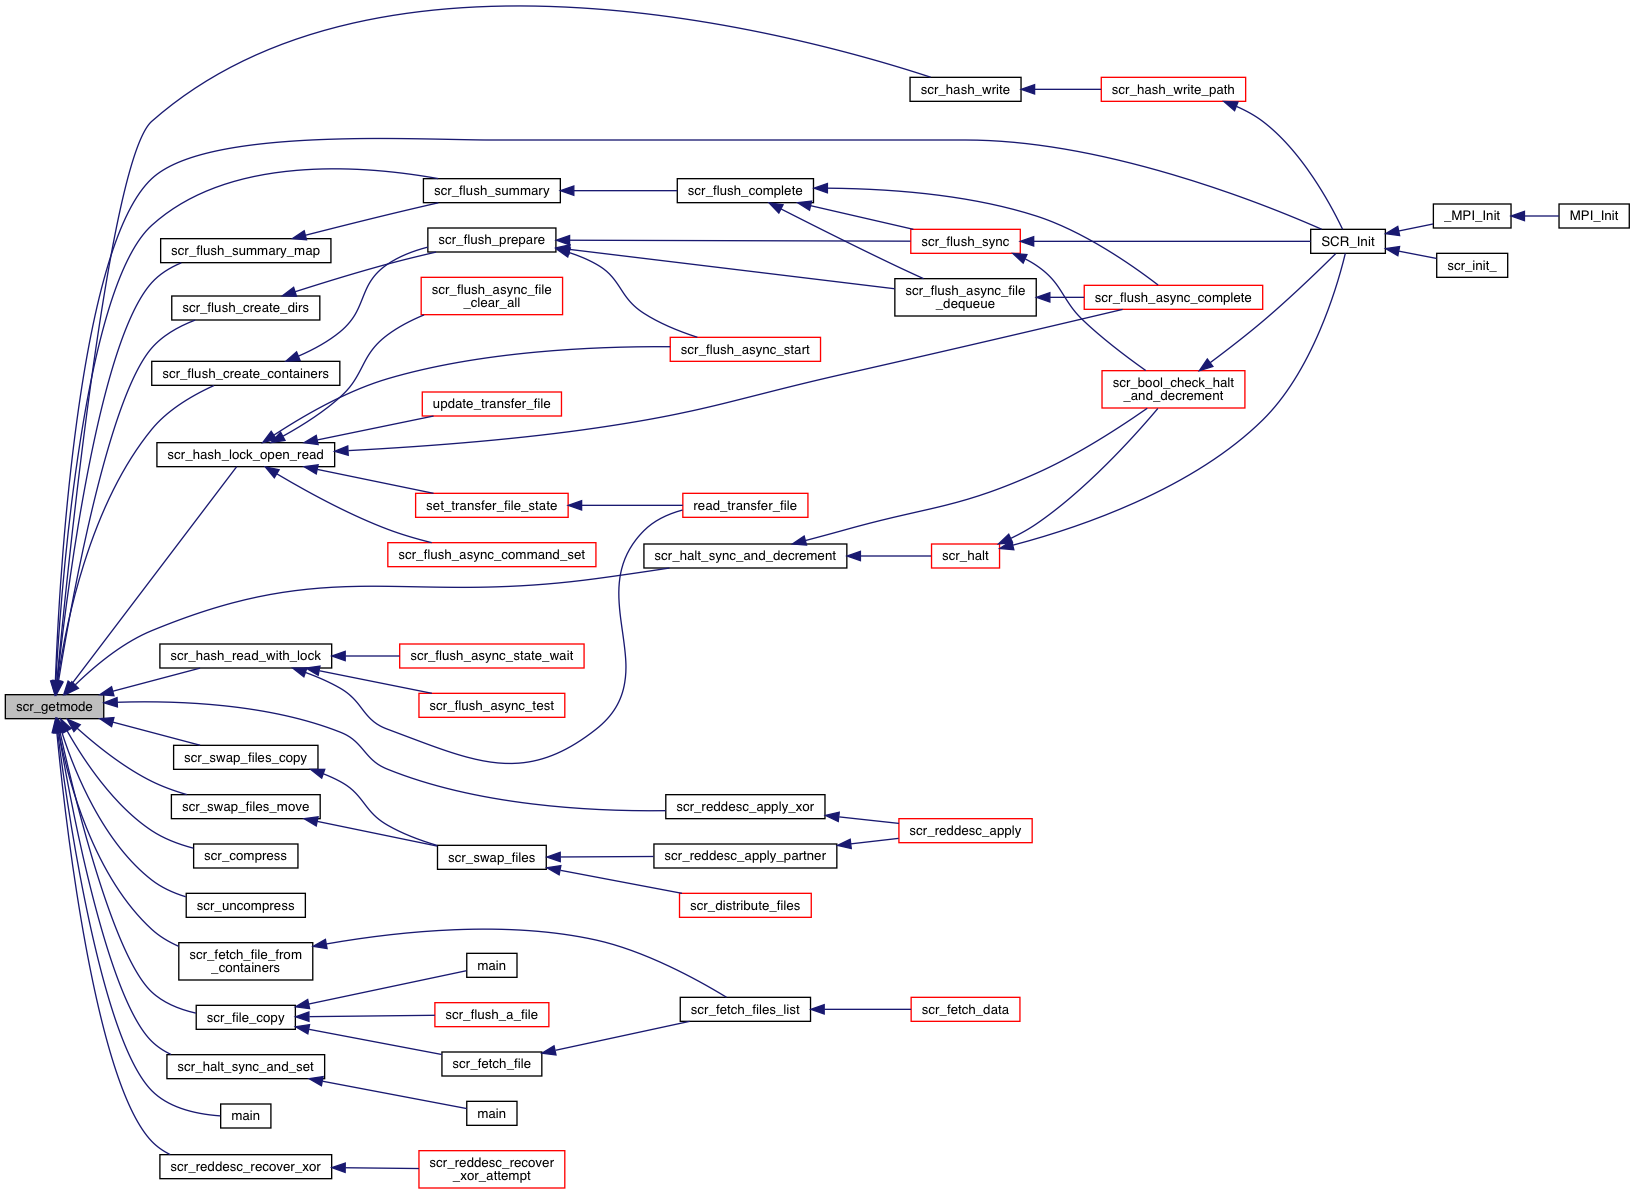 scr_hash_write
scr_hash_write_path
scr_flush_summary
scr_flush_complete
_MPI_Init
MPI_Init
scr_flush_summary_map
scr_flush_prepare
scr_flush_sync
SCR_Init
scr_init_
scr_flush_async_file
_clear_all
scr_flush_async_file
_dequeue
scr_flush_async_complete
scr_flush_create_dirs
scr_flush_async_start
scr_flush_create_containers
scr_bool_check_halt
_and_decrement
update_transfer_file
scr_hash_lock_open_read
set_transfer_file_state
read_transfer_file
scr_flush_async_command_set
scr_halt_sync_and_decrement
scr_halt
scr_hash_read_with_lock
scr_flush_async_state_wait
scr_getmode
scr_flush_async_test
scr_swap_files_copy
scr_swap_files_move
scr_reddesc_apply_xor
scr_reddesc_apply
scr_compress
scr_swap_files
scr_reddesc_apply_partner
scr_uncompress
scr_distribute_files
scr_fetch_file_from
_containers
main
scr_file_copy
scr_flush_a_file
scr_fetch_files_list
scr_fetch_data
scr_halt_sync_and_set
scr_fetch_file
main
main
scr_reddesc_recover_xor
scr_reddesc_recover
_xor_attempt